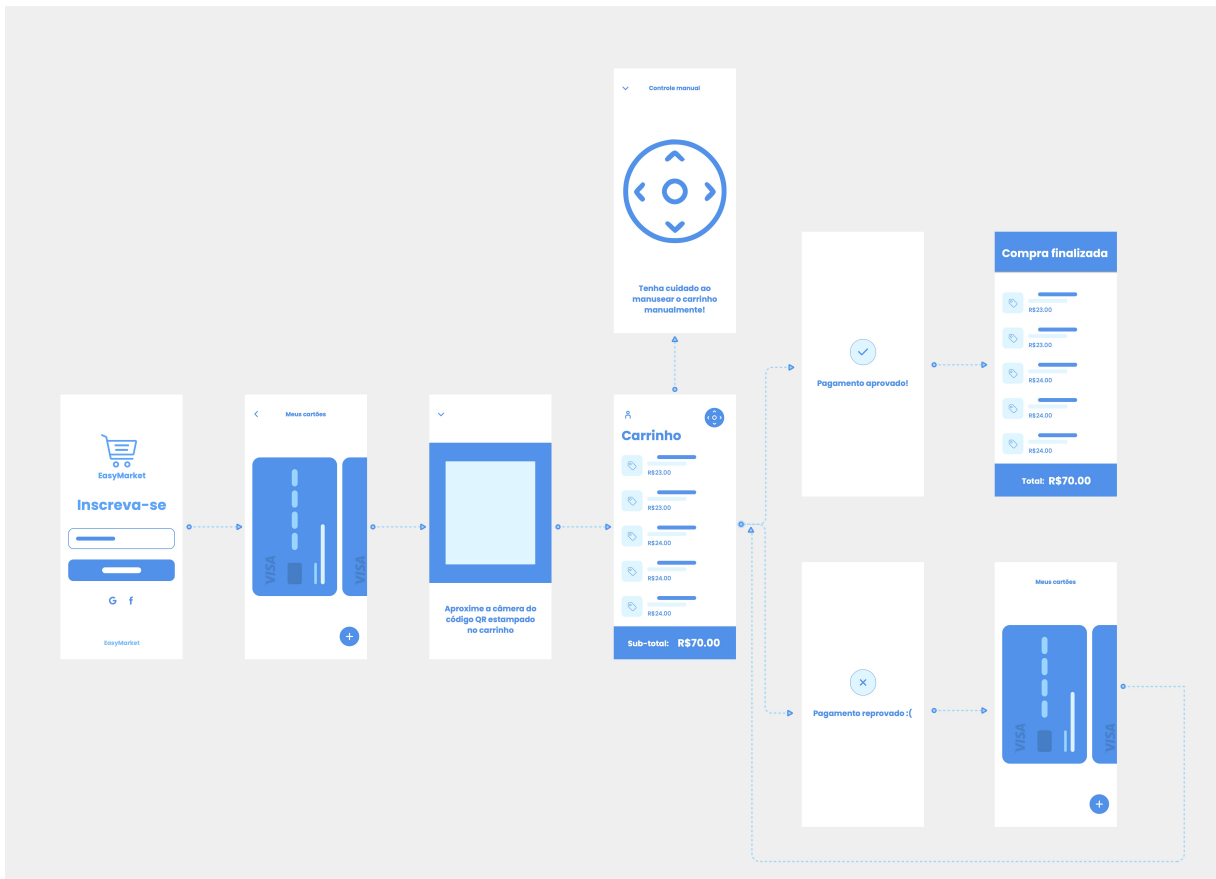 Controle manual
Tenha cuidado ao
manusear o carrinho
manualmente!
EasyMarket
Inscreva-se
G f
EasyMarket
Meus cartões
VISA
VISA
Aproxime a câmera do
código QR estampado
no carrinho
Carrinho
R$23.00
R$23.00
R$24.00
R$24.00
R$24.00
Sub-total: R$70.00
Pagamento aprovado!
Compra finalizada
R$23.00
R$23.00
R$24.00
R$24.00
R$24.00
Total: R$70.00
Pagamento reprovado :(
Meus cartões
VISA
VISA